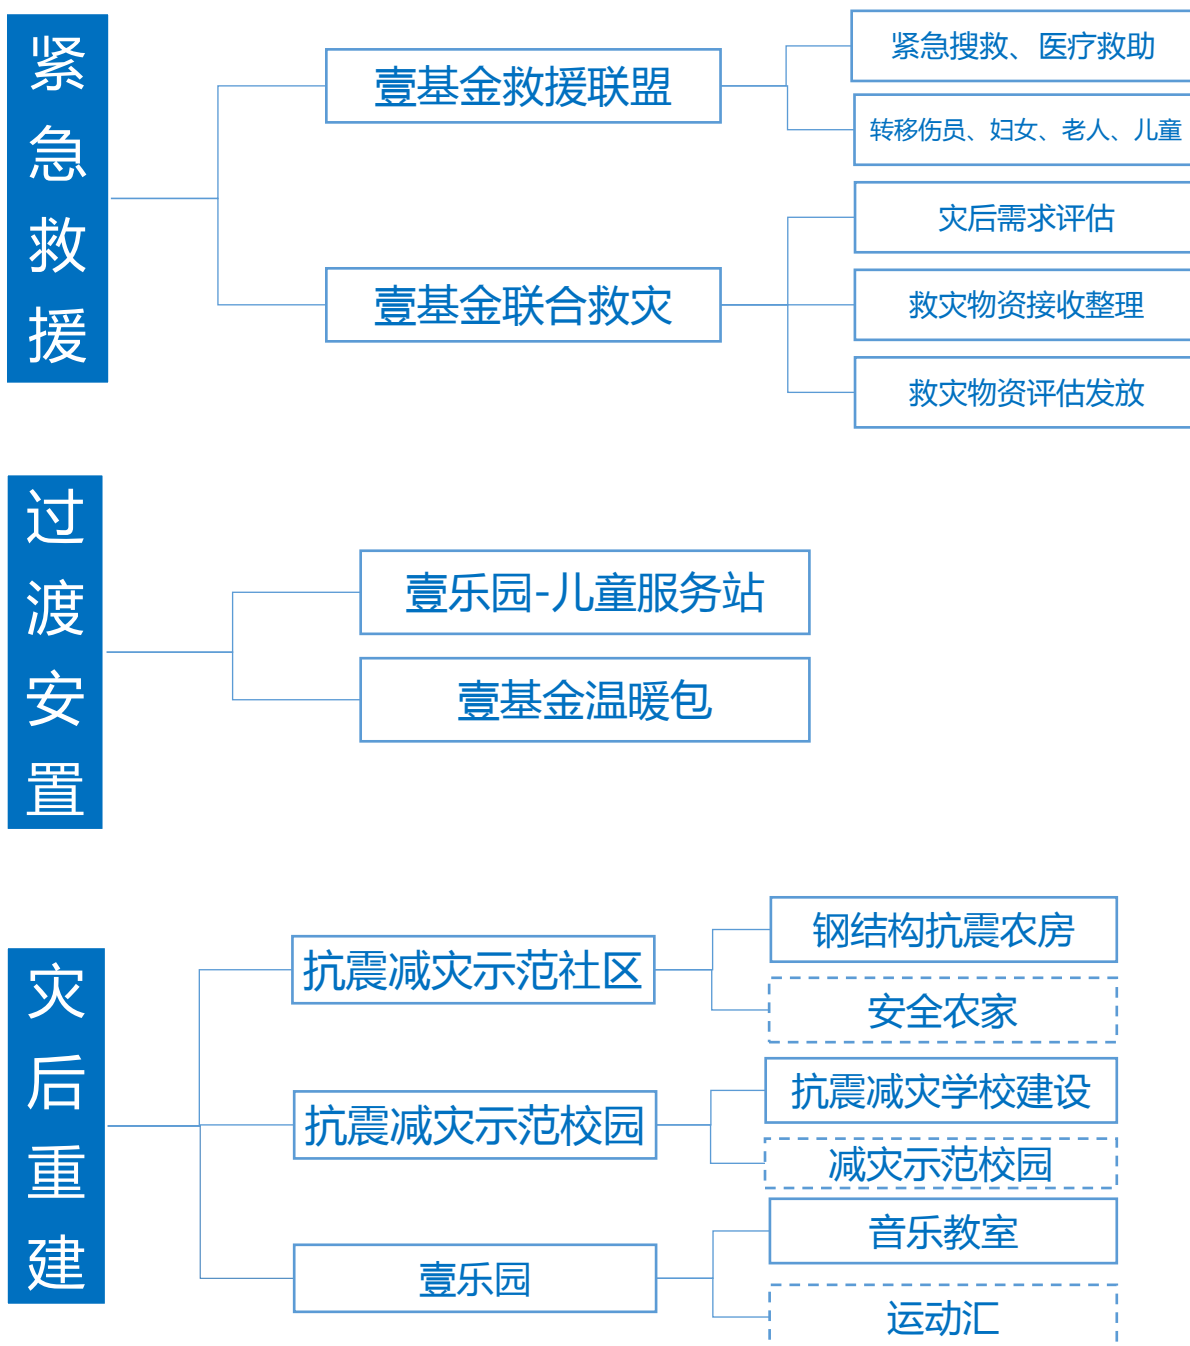 紧急救援
壹基金救援联盟
紧急搜救、医疗救助
转移伤员、妇女、老人、儿童
壹基金联合救灾
灾后需求评估
救灾物资接收整理
救灾物资评估发放
过渡安置
壹乐园-儿童服务站
壹基金温暖包
灾后重建
抗震减灾示范社区
钢结构抗震农房
安全农家
抗震减灾示范校园
抗震减灾学校建设
减灾示范校园
壹乐园
音乐教室
运动汇